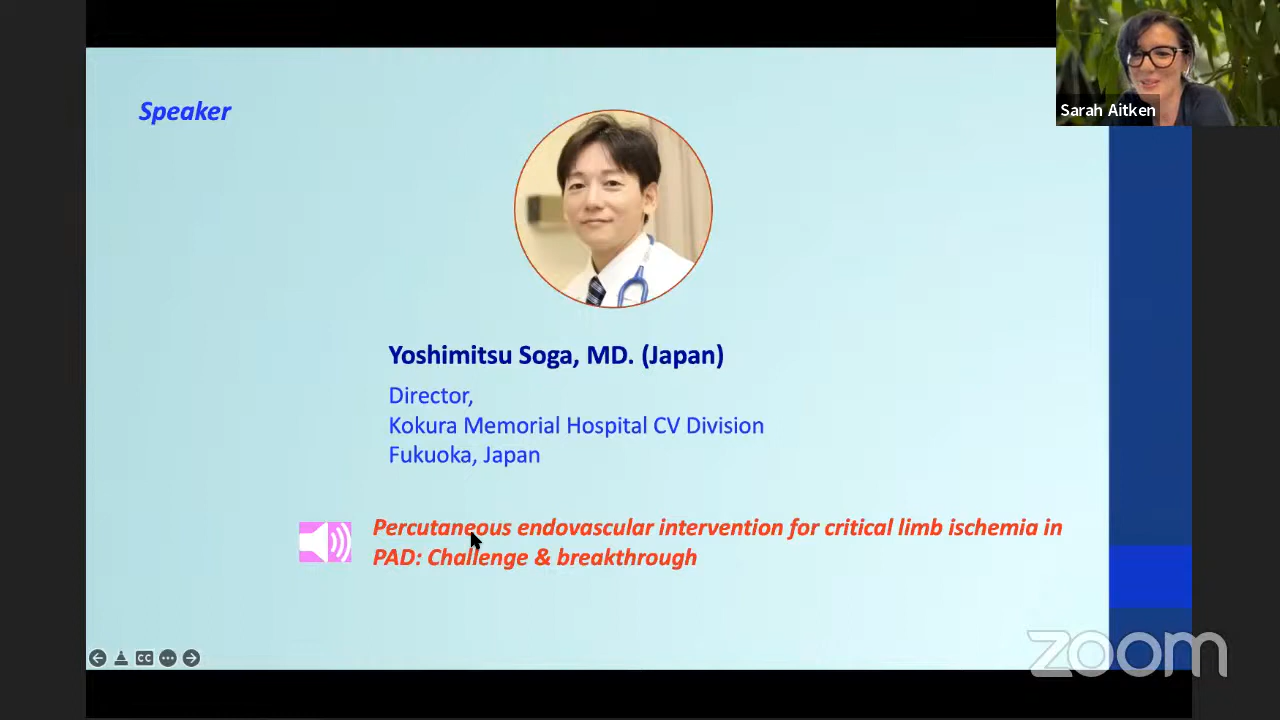 Speaker
Sarah Aitken
Yoshimitsu Soga, MD. (Japan)
Director,
Kokura Memorial Hospital CV Division
Fukuoka, Japan
Percutaneous endovascular intervention for critical limb ischemia in
PAD: Challenge & breakthrough
CC
zoom